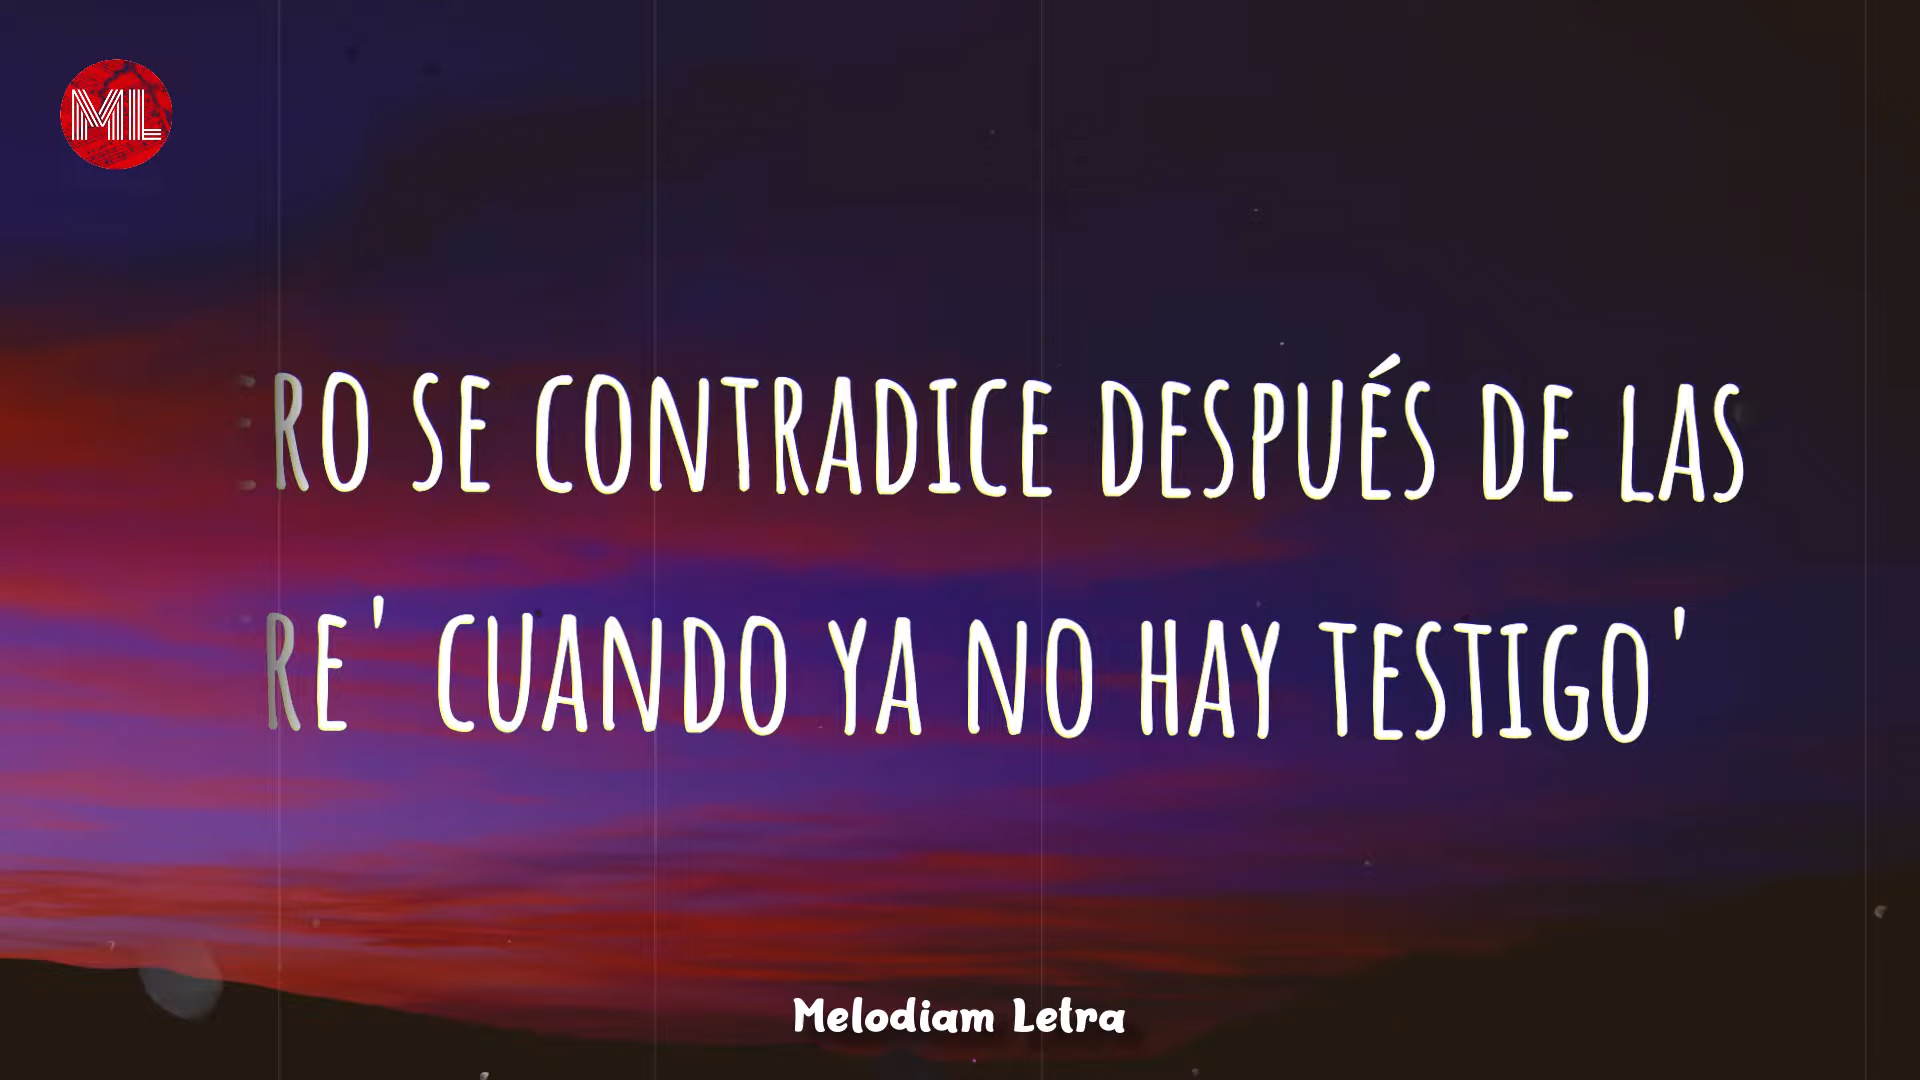 ML
RO SE CONTRADICE DESPUÉS DE LAS
RE' CUANDO YA NO HAY TESTIGO'
Melodiam Letra